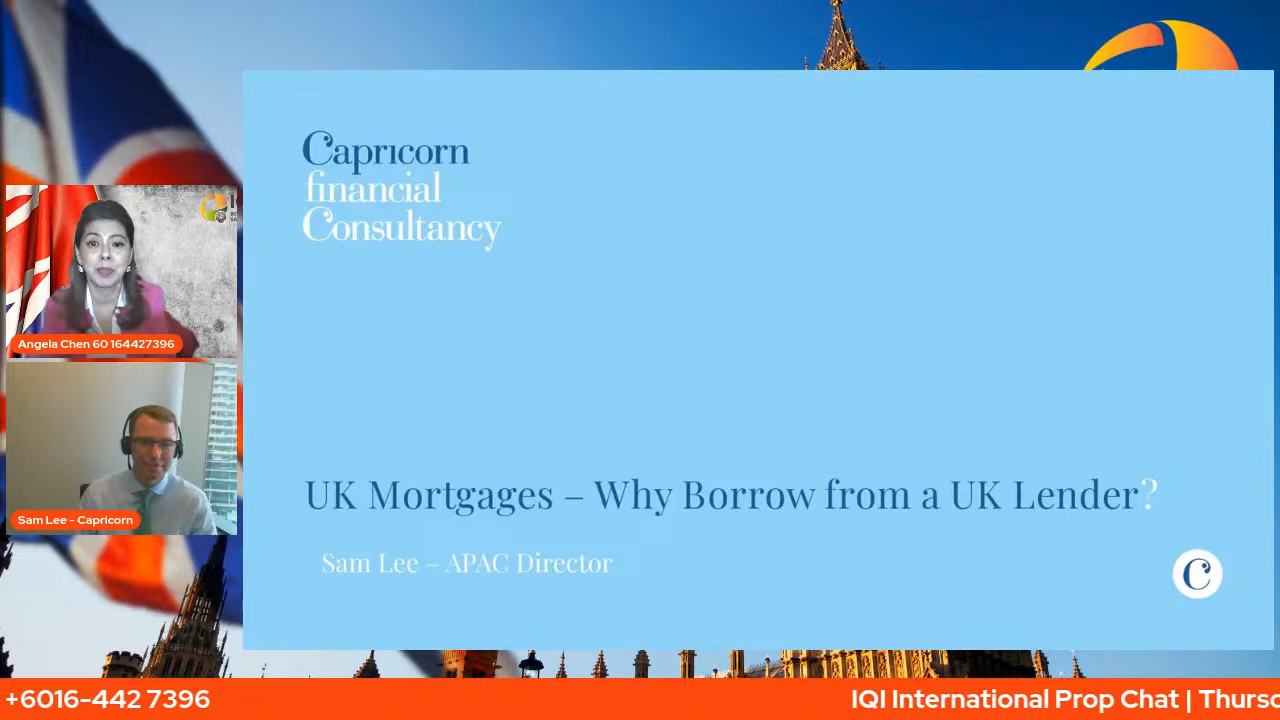 Capricorn
financial
Consultancy
UK Mortgages – Why Borrow from a UK Lender?
Sam Lee – APAC Director
C
Angela Chen 60 164427396
Sam Lee - Capricorn
+6016-442 7396
IQI International Prop Chat | Thursd